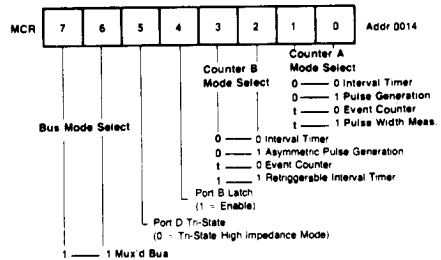 MCR 7 6 5 4 3 2 1 0 Addr 0014
Counter A
Mode Select
0 — 0 Interval Timer
0 — 1 Pulse Generation
t — 0 Event Counter
t — 1 Pulse Width Meas.
Counter B
Mode Select
0 — 0 Interval Timer
0 — 1 Asymmetric Pulse Generation
t — 0 Event Counter
1 — 1 Retriggerable Interval Timer
Bus Mode Select
Port B Latch
(1 = Enable)
Port D Tri-State
(0 = Tri-State High Impedance Mode)
1 — 1 Mux'd Bus